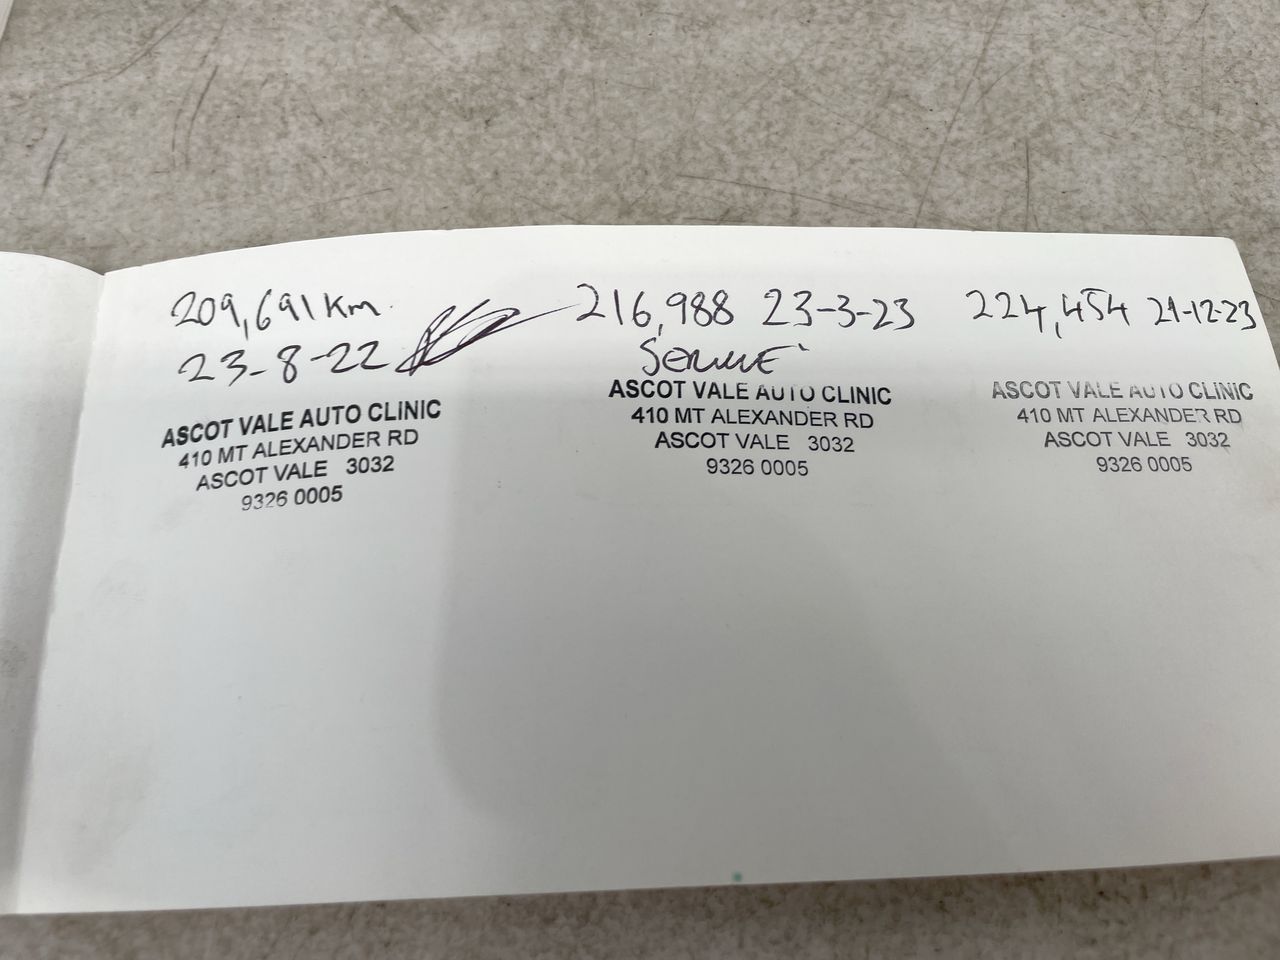 209,691 Km.
23-8-22
ASCOT VALE AUTO CLINIC
410 MT ALEXANDER RD
ASCOT VALE 3032
9326 0005
216,988 23-3-23
SERVICE
ASCOT VALE AUTO CLINIC
410 MT ALEXANDER RD
ASCOT VALE 3032
9326 0005
224,454 21-12-23
ASCOT VALE AUTO CLINIC
410 MT ALEXANDER RD
ASCOT VALE 3032
9326 0005